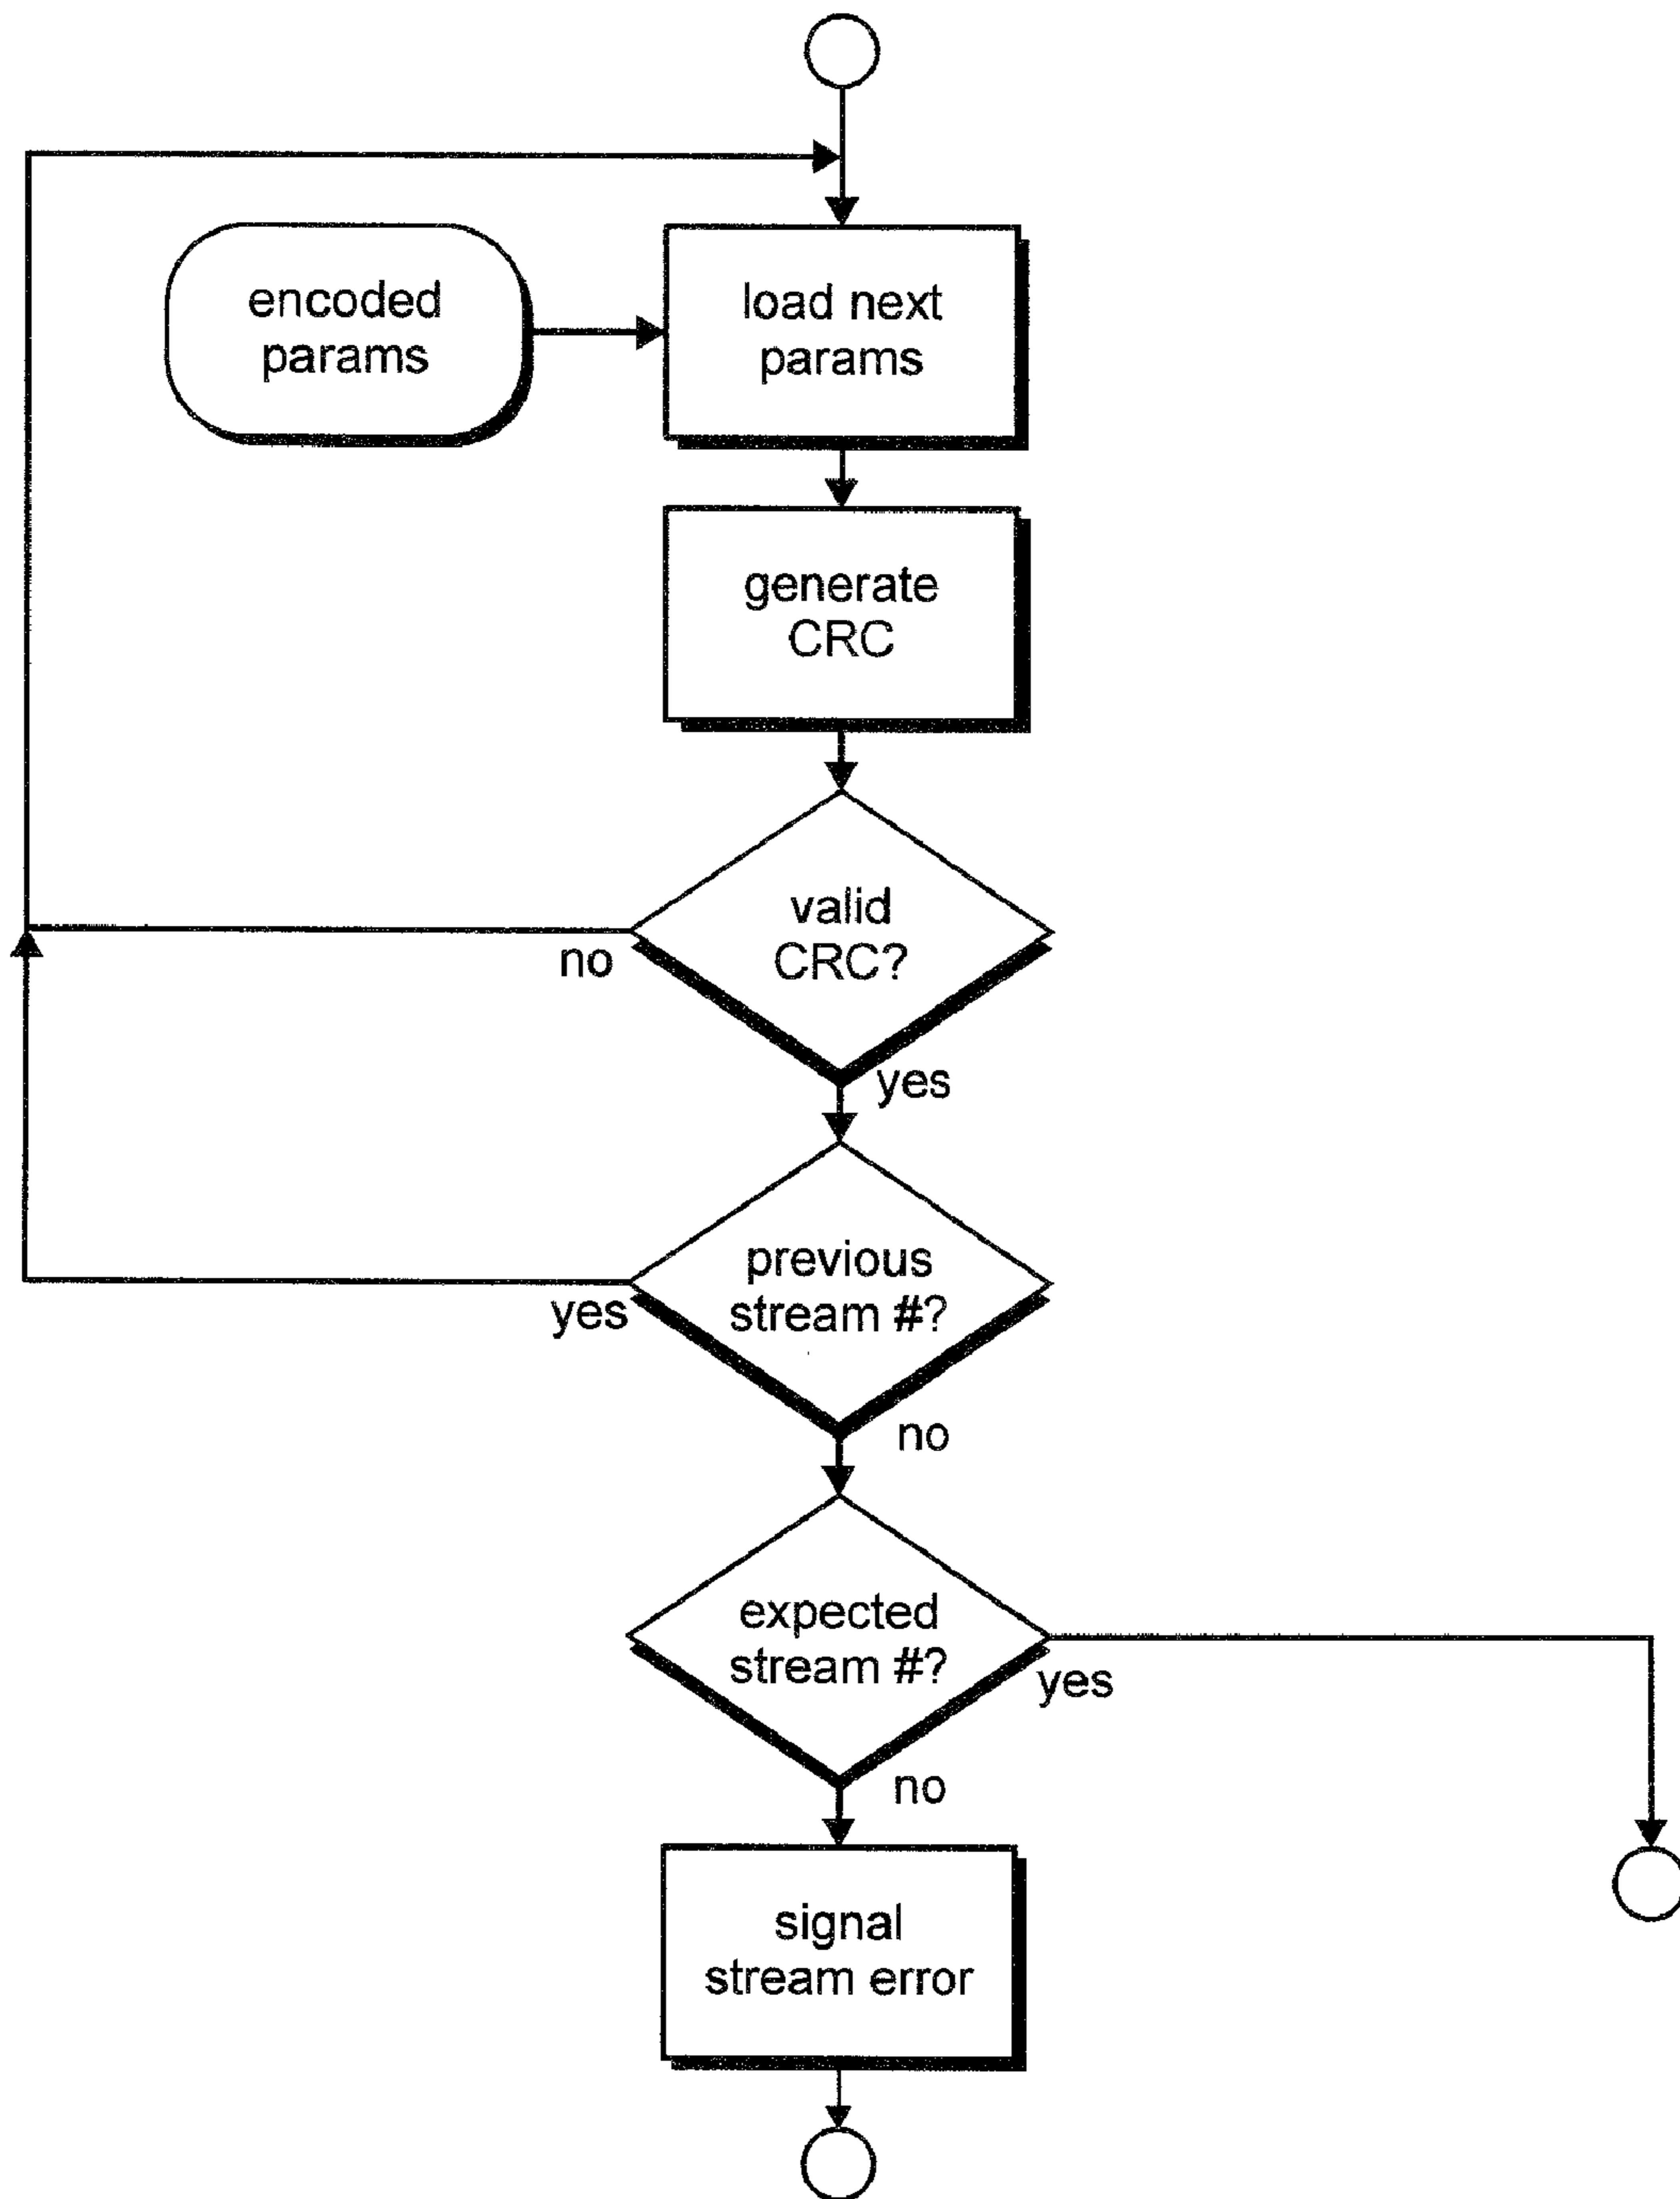 encoded
params
load next
params
generate
CRC
valid
CRC?
no
yes
previous
stream #?
yes
no
expected
stream #?
yes
no
signal
stream error